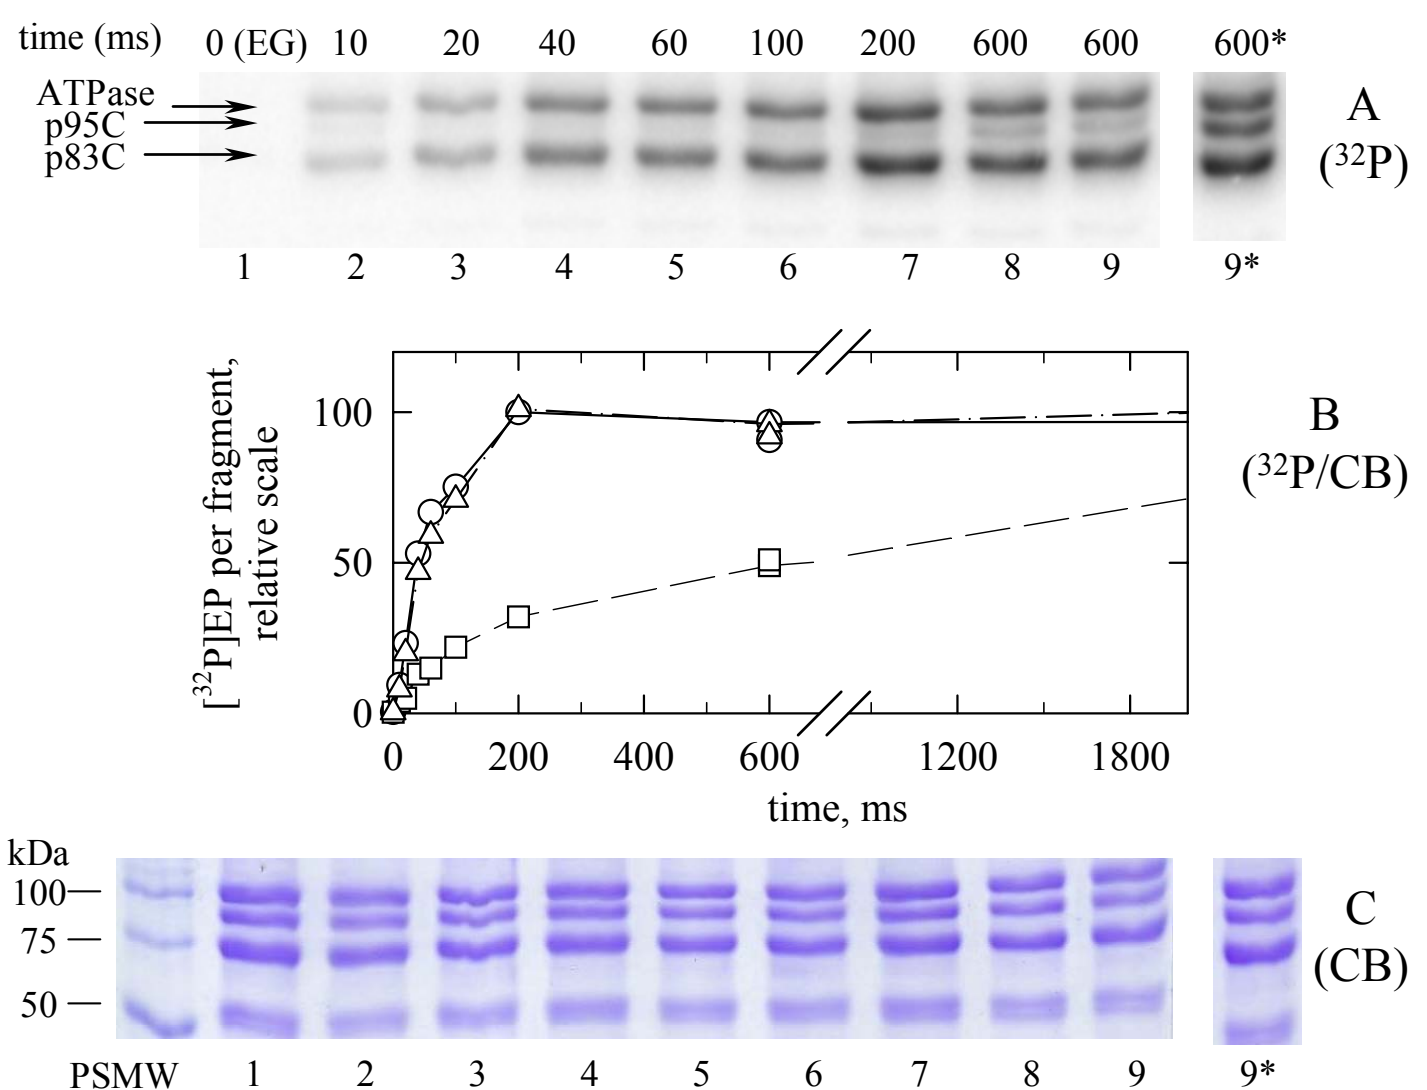 time (ms) 0 (EG) 10 20 40 60 100 200 600 600 600*
ATPase
p95C
p83C
A
(³²P)
1 2 3 4 5 6 7 8 9 9*
[³²P]EP per fragment,
relative scale
100
50
0
0 200 400 600 1200 1800
time, ms
B
(³²P/CB)
kDa
100
75
50
C
(CB)
PSMW 1 2 3 4 5 6 7 8 9 9*